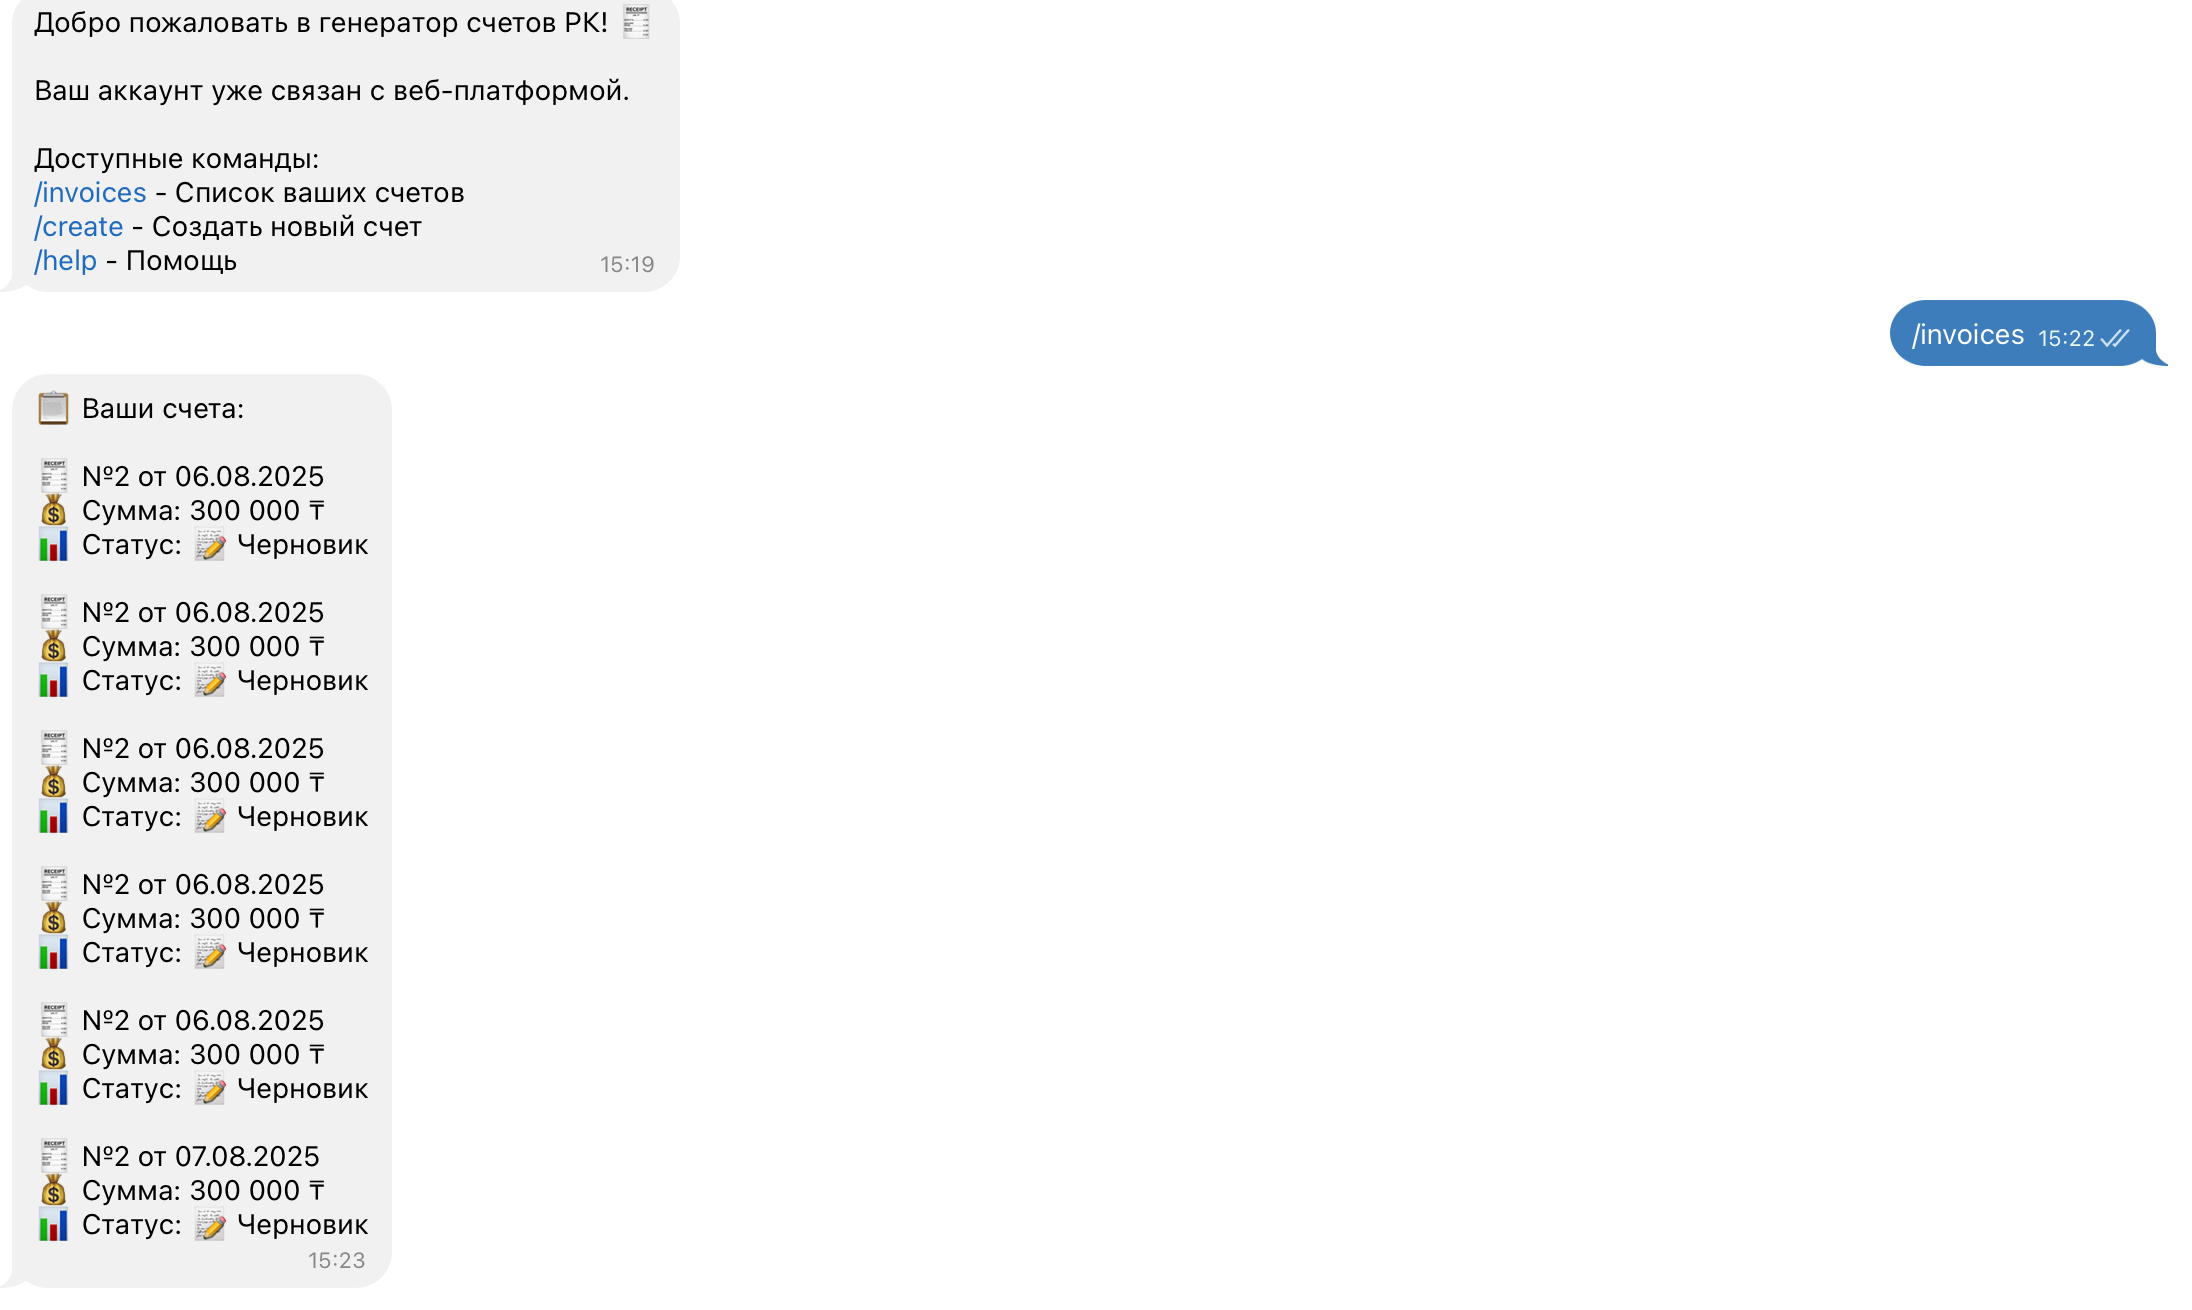 Добро пожаловать в генератор счетов РК! 🧾
Ваш аккаунт уже связан с веб-платформой.
Доступные команды:
/invoices - Список ваших счетов
/create - Создать новый счет
/help - Помощь
15:19
/invoices 15:22
📋 Ваши счета:
🧾 №2 от 06.08.2025
💰 Сумма: 300 000 ₸
📊 Статус: 📝 Черновик
🧾 №2 от 06.08.2025
💰 Сумма: 300 000 ₸
📊 Статус: 📝 Черновик
🧾 №2 от 06.08.2025
💰 Сумма: 300 000 ₸
📊 Статус: 📝 Черновик
🧾 №2 от 06.08.2025
💰 Сумма: 300 000 ₸
📊 Статус: 📝 Черновик
🧾 №2 от 06.08.2025
💰 Сумма: 300 000 ₸
📊 Статус: 📝 Черновик
🧾 №2 от 07.08.2025
💰 Сумма: 300 000 ₸
📊 Статус: 📝 Черновик
15:23